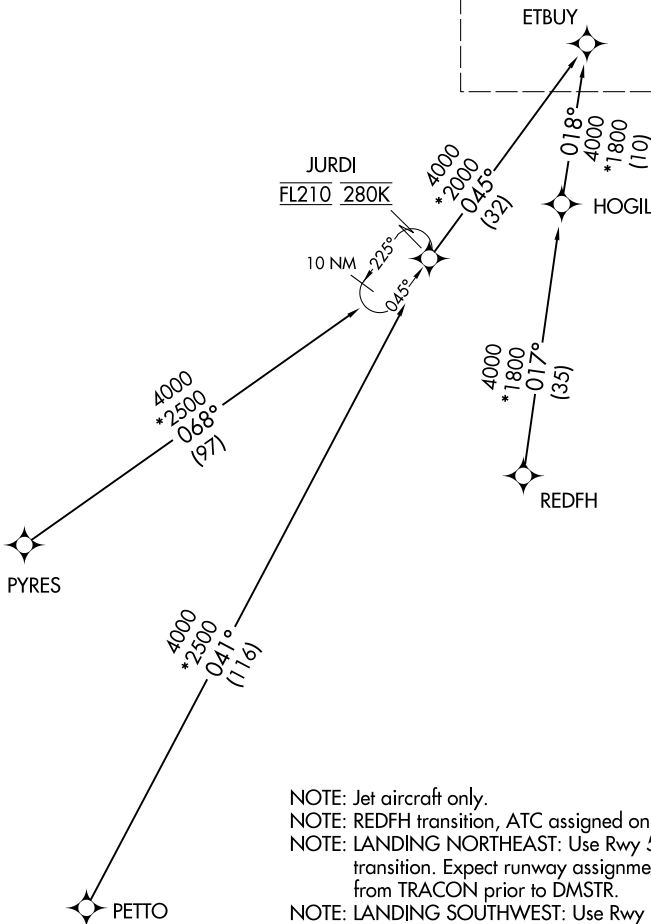 ETBUY
018°
4000
*1800
(10)
4000
*2000
045°
(32)
JURDI
FL210 280K
HOGIL
10 NM
225°
045°
4000
*1800
017°
(35)
4000
*2500
068°
(97)
REDFH
PYRES
4000
*2500
041°
(116)
PETTO
NOTE: Jet aircraft only.
NOTE: REDFH transition, ATC assigned on
NOTE: LANDING NORTHEAST: Use Rwy 5
transition. Expect runway assignme
from TRACON prior to DMSTR.
NOTE: LANDING SOUTHWEST: Use Rwy